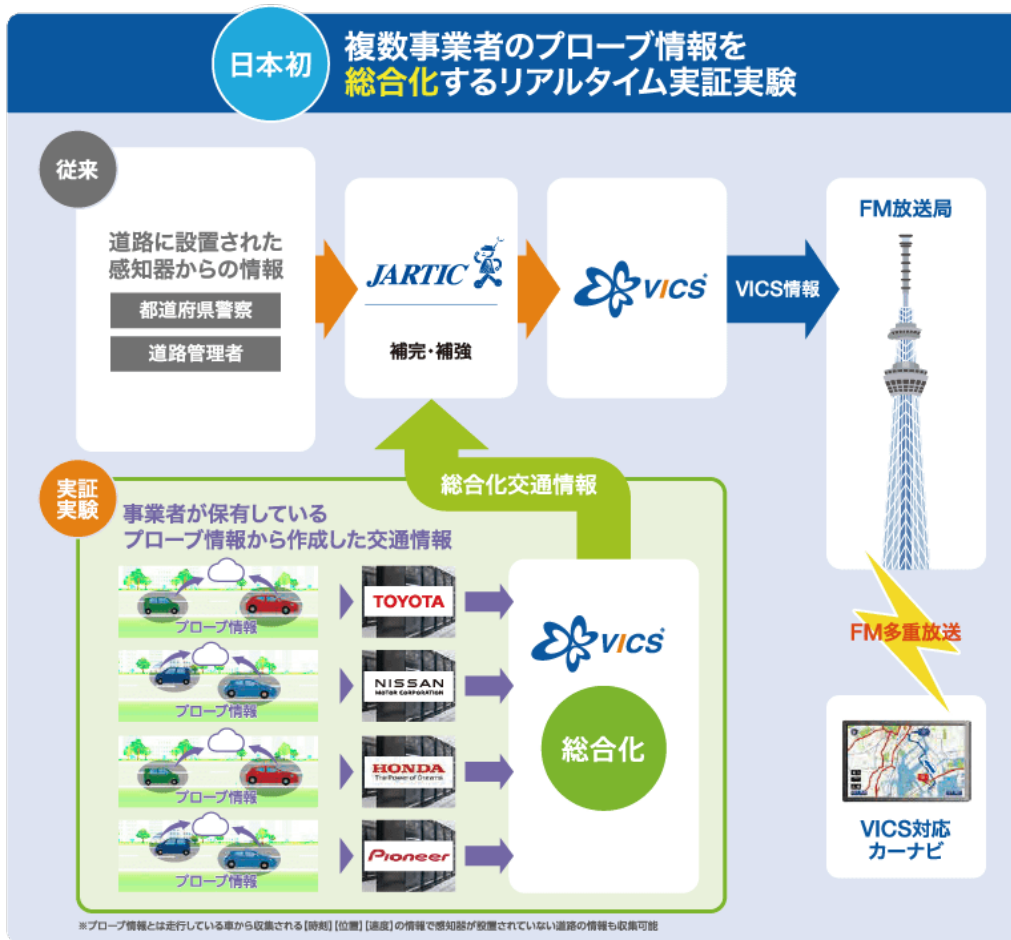 日本初
複数事業者のプローブ情報を
総合化するリアルタイム実証実験
従来
道路に設置された
感知器からの情報
都道府県警察
道路管理者
JARTIC
補完・補強
VICS
VICS情報
FM放送局
総合化交通情報
実証
実験
事業者が保有している
プローブ情報から作成した交通情報
プローブ情報
TOYOTA
プローブ情報
NISSAN
MOTOR CORPORATION
プローブ情報
HONDA
The Power of Dreams
プローブ情報
Pioneer
VICS
総合化
FM多重放送
VICS対応
カーナビ
※プローブ情報とは走行している車から収集される【時刻】【位置】【速度】の情報で感知器が設置されていない道路の情報も収集可能